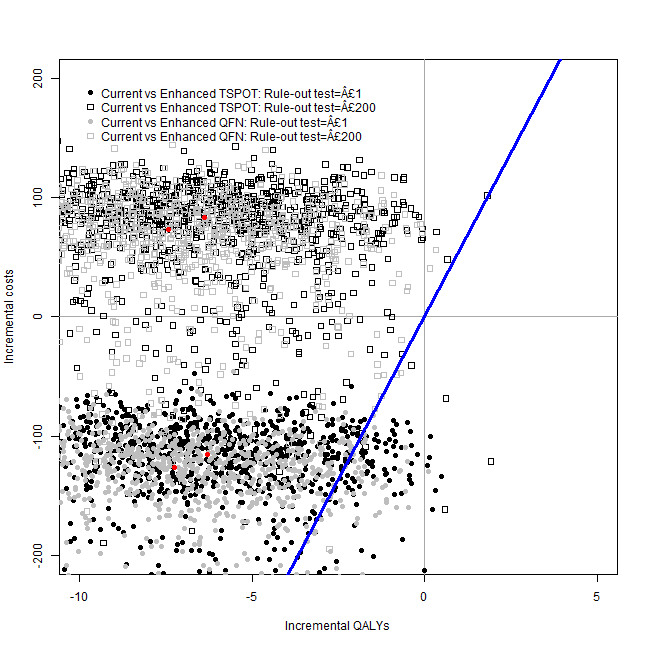 Current vs Enhanced TSPOT: Rule-out test=Â£1
Current vs Enhanced TSPOT: Rule-out test=Â£200
Current vs Enhanced QFN: Rule-out test=Â£1
Current vs Enhanced QFN: Rule-out test=Â£200
200
100
0
-100
-200
Incremental costs
-10
-5
0
5
Incremental QALYs